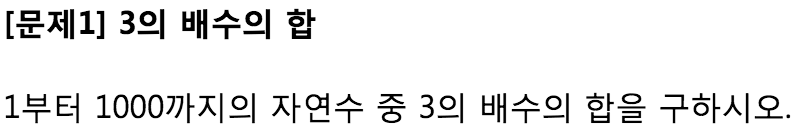 [문제1] 3의 배수의 합
1부터 1000까지의 자연수 중 3의 배수의 합을 구하시오.